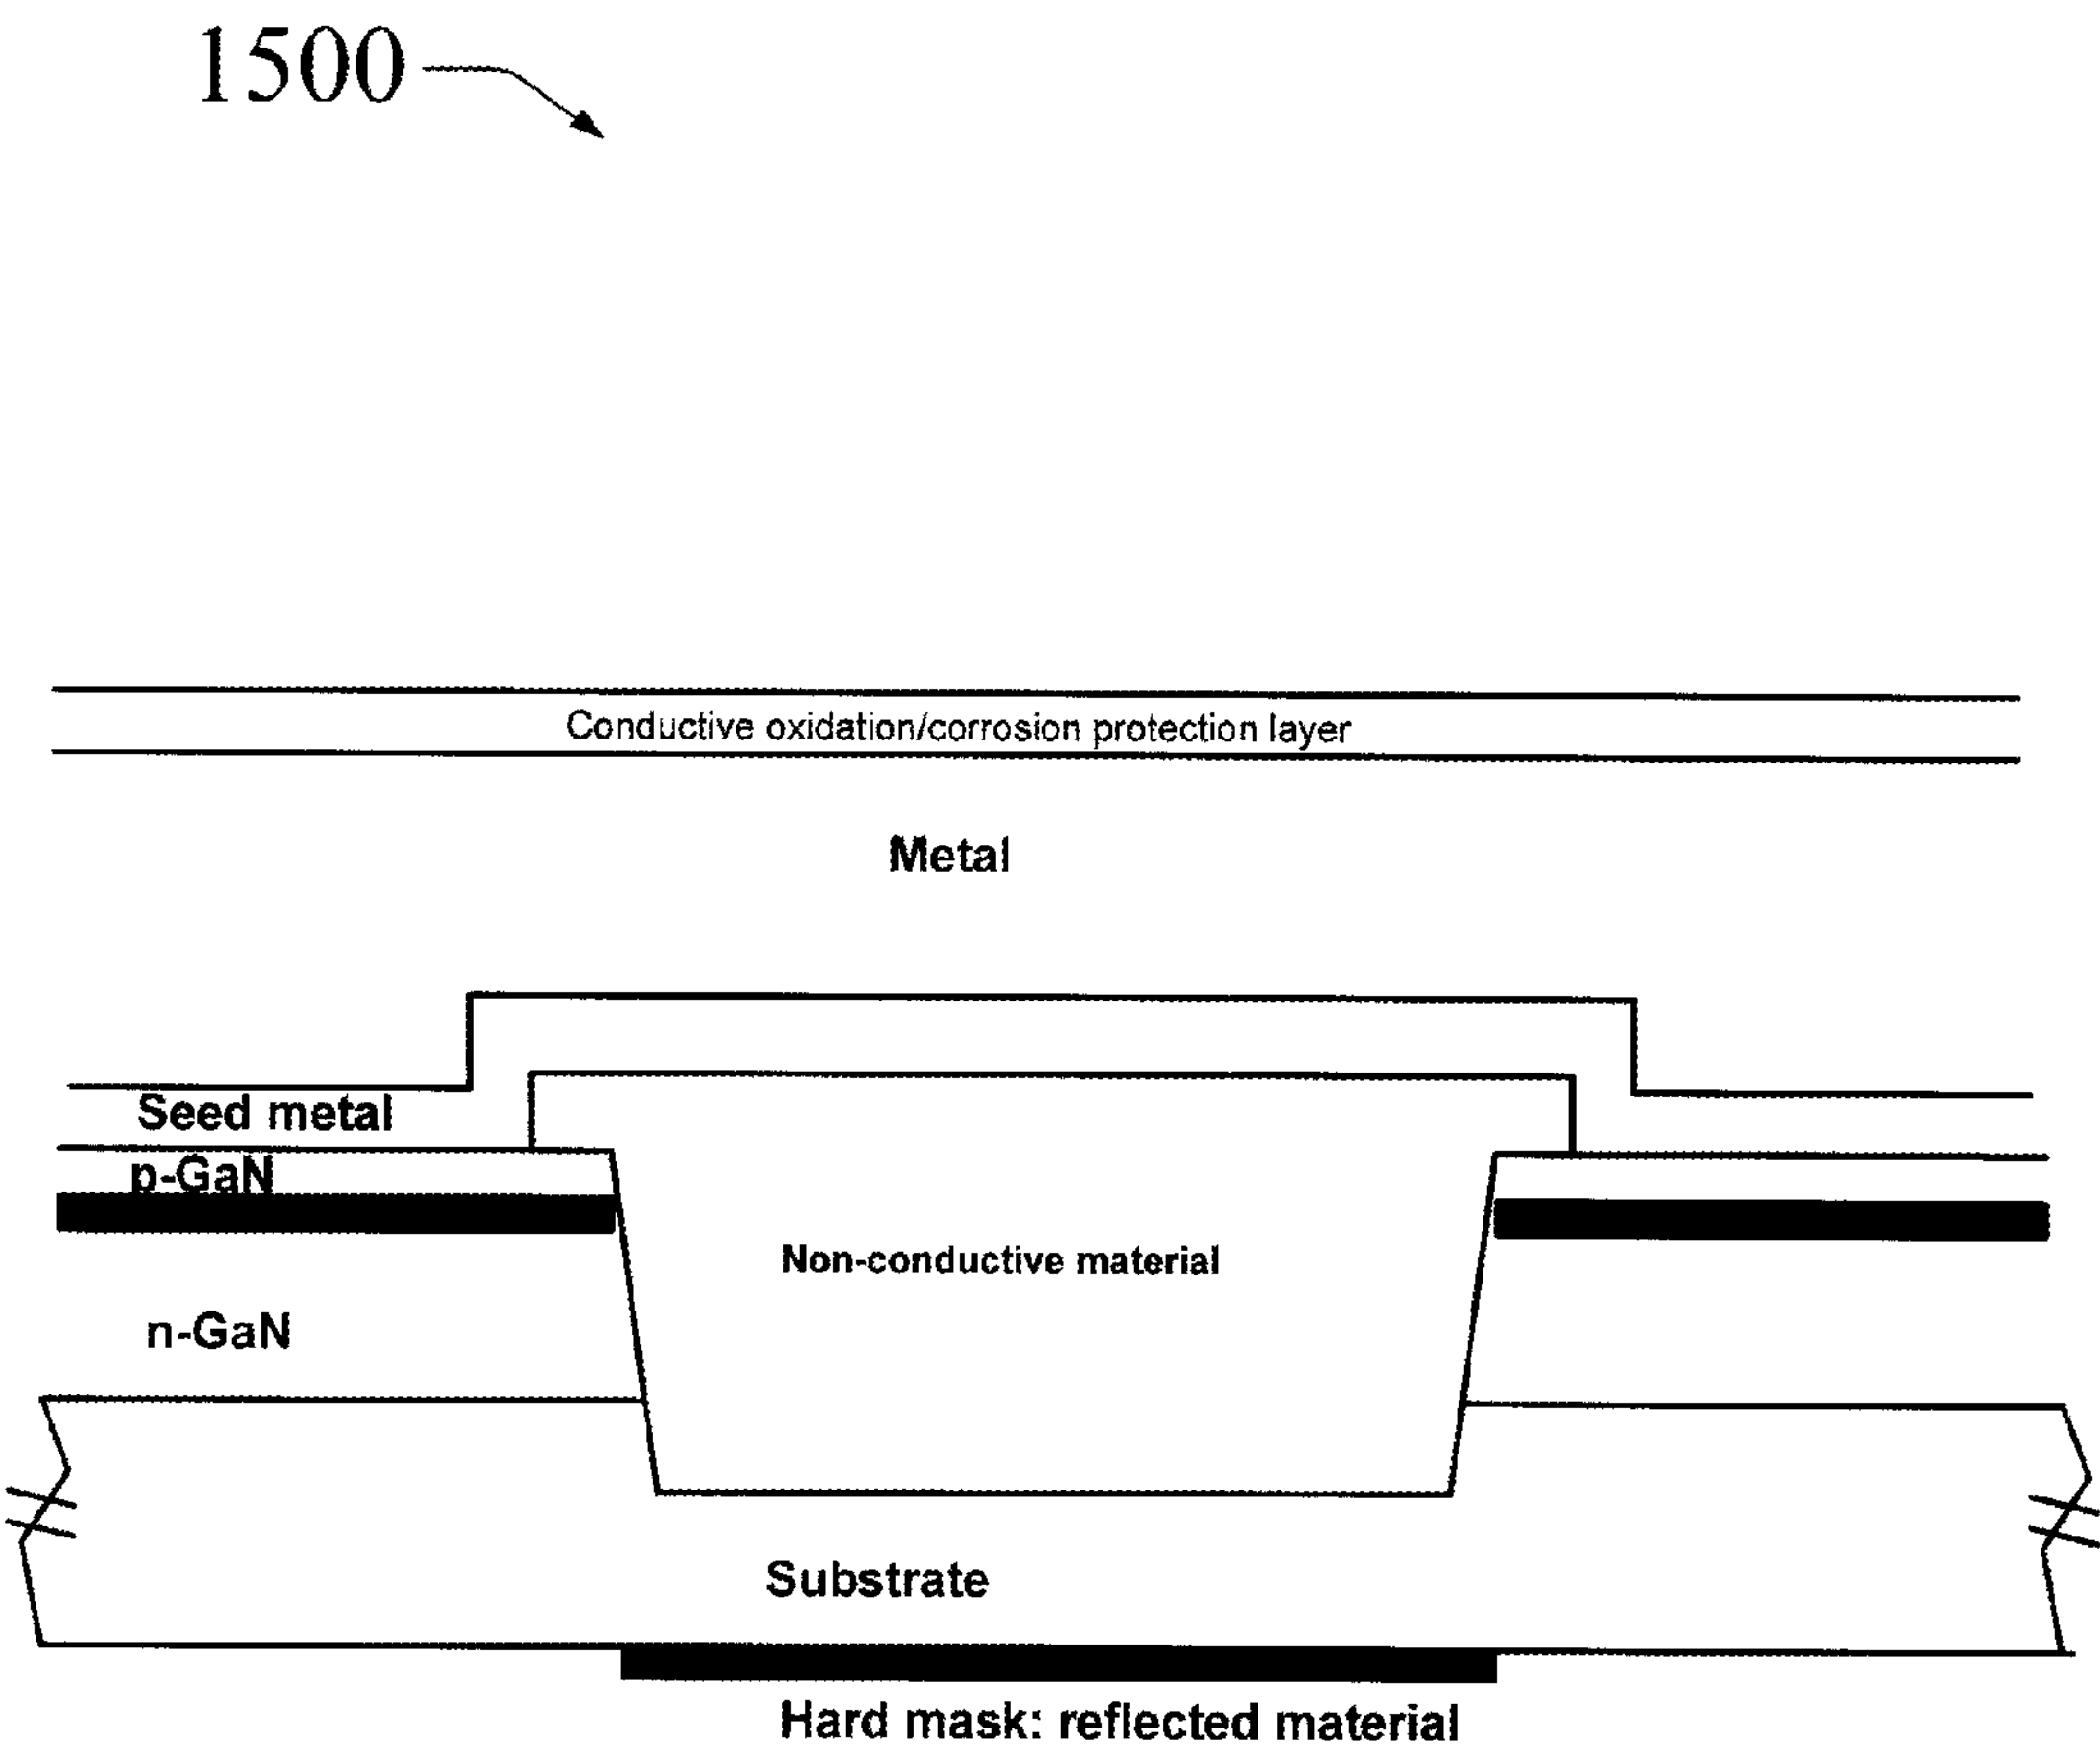 1500
Conductive oxidation/corrosion protection layer
Metal
Seed metal
p-GaN
Non-conductive material
n-GaN
Substrate
Hard mask: reflected material